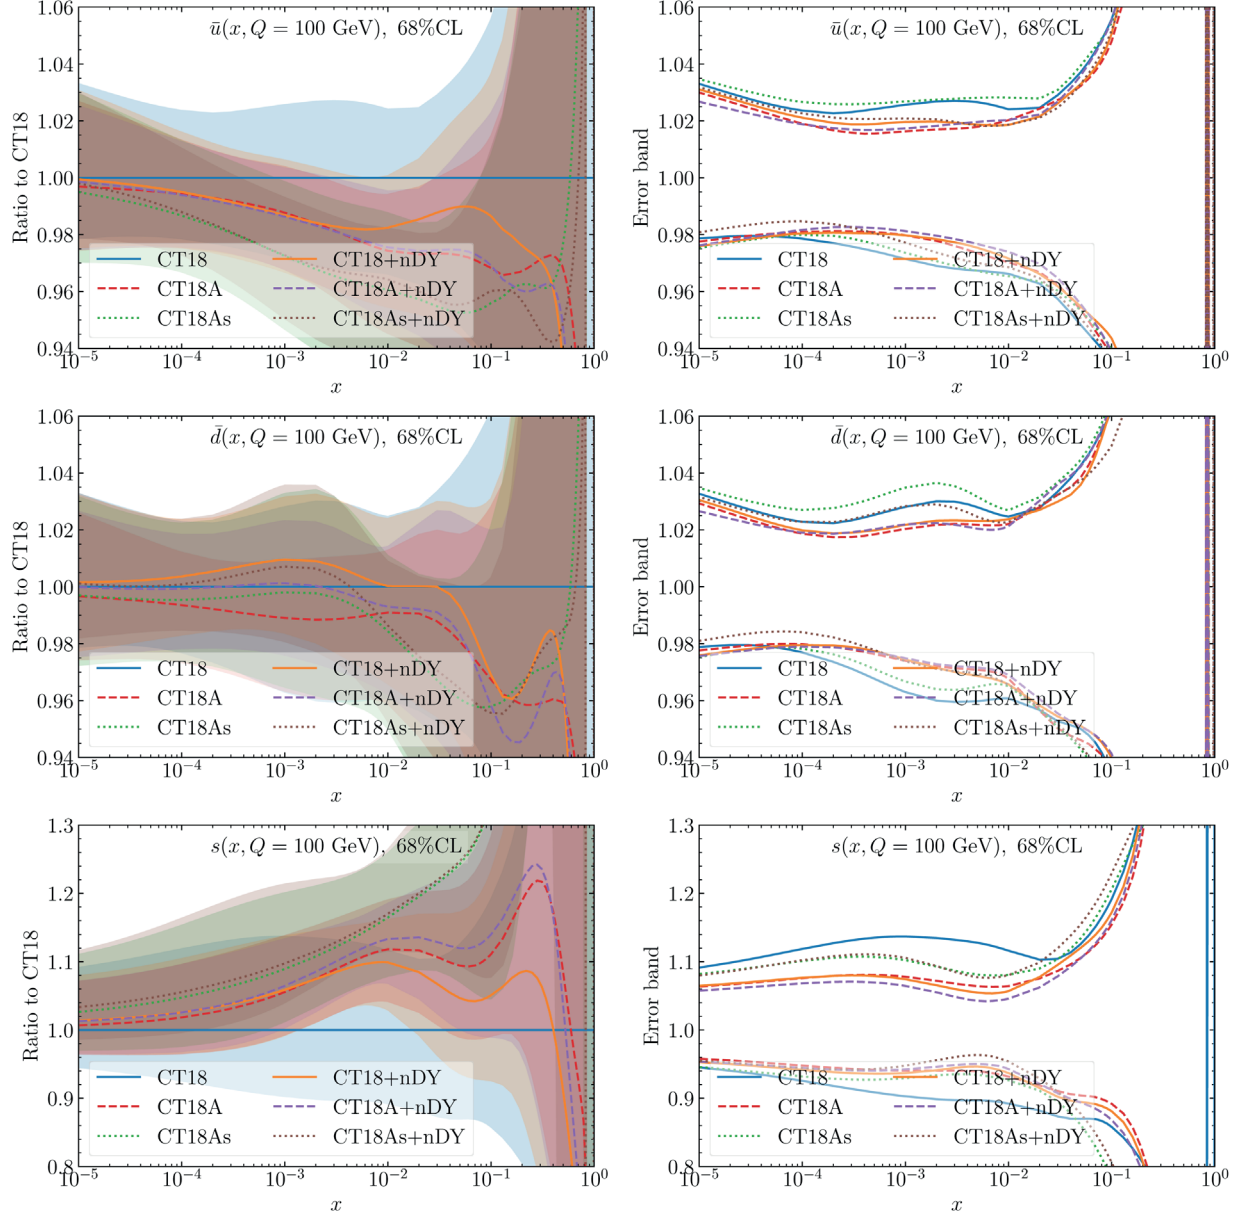 ū(x, Q = 100 GeV), 68%CL
Ratio to CT18
1.06
1.04
1.02
1.00
0.98
0.96
0.94
CT18
CT18A
CT18As
CT18+nDY
CT18A+nDY
CT18As+nDY
10⁻⁵ 10⁻⁴ 10⁻³ 10⁻² 10⁻¹ 10⁰
x
ū(x, Q = 100 GeV), 68%CL
Error band
1.06
1.04
1.02
1.00
0.98
0.96
0.94
CT18
CT18A
CT18As
CT18+nDY
CT18A+nDY
CT18As+nDY
10⁻⁵ 10⁻⁴ 10⁻³ 10⁻² 10⁻¹ 10⁰
x
d̄(x, Q = 100 GeV), 68%CL
Ratio to CT18
1.06
1.04
1.02
1.00
0.98
0.96
0.94
CT18
CT18A
CT18As
CT18+nDY
CT18A+nDY
CT18As+nDY
10⁻⁵ 10⁻⁴ 10⁻³ 10⁻² 10⁻¹ 10⁰
x
d̄(x, Q = 100 GeV), 68%CL
Error band
1.06
1.04
1.02
1.00
0.98
0.96
0.94
CT18
CT18A
CT18As
CT18+nDY
CT18A+nDY
CT18As+nDY
10⁻⁵ 10⁻⁴ 10⁻³ 10⁻² 10⁻¹ 10⁰
x
s(x, Q = 100 GeV), 68%CL
Ratio to CT18
1.3
1.2
1.1
1.0
0.9
0.8
CT18
CT18A
CT18As
CT18+nDY
CT18A+nDY
CT18As+nDY
10⁻⁵ 10⁻⁴ 10⁻³ 10⁻² 10⁻¹ 10⁰
x
s(x, Q = 100 GeV), 68%CL
Error band
1.3
1.2
1.1
1.0
0.9
0.8
CT18
CT18A
CT18As
CT18+nDY
CT18A+nDY
CT18As+nDY
10⁻⁵ 10⁻⁴ 10⁻³ 10⁻² 10⁻¹ 10⁰
x